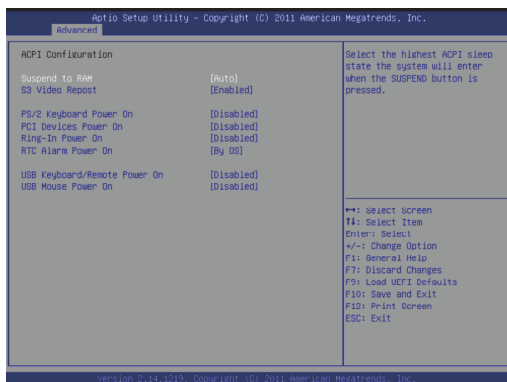 Aptio Setup Utility - Copyright (C) 2011 American Megatrends, Inc.
Advanced
ACPI Configuration
Suspend to RAM [Auto]
S3 Video Repost [Enabled]
PS/2 Keyboard Power On [Disabled]
PCI Devices Power On [Disabled]
Ring-In Power On [Disabled]
RTC Alarm Power On [By OS]
USB Keyboard/Remote Power On [Disabled]
USB Mouse Power On [Disabled]
Select the highest ACPI sleep
state the system will enter
when the SUSPEND button is
pressed.
→←: Select Screen
↑↓: Select Item
Enter: Select
+/-: Change Option
F1: General Help
F7: Discard Changes
F9: Load UEFI Defaults
F10: Save and Exit
F12: Print Screen
ESC: Exit
Version 2.14.1219. Copyright (C) 2011 American Megatrends, Inc.